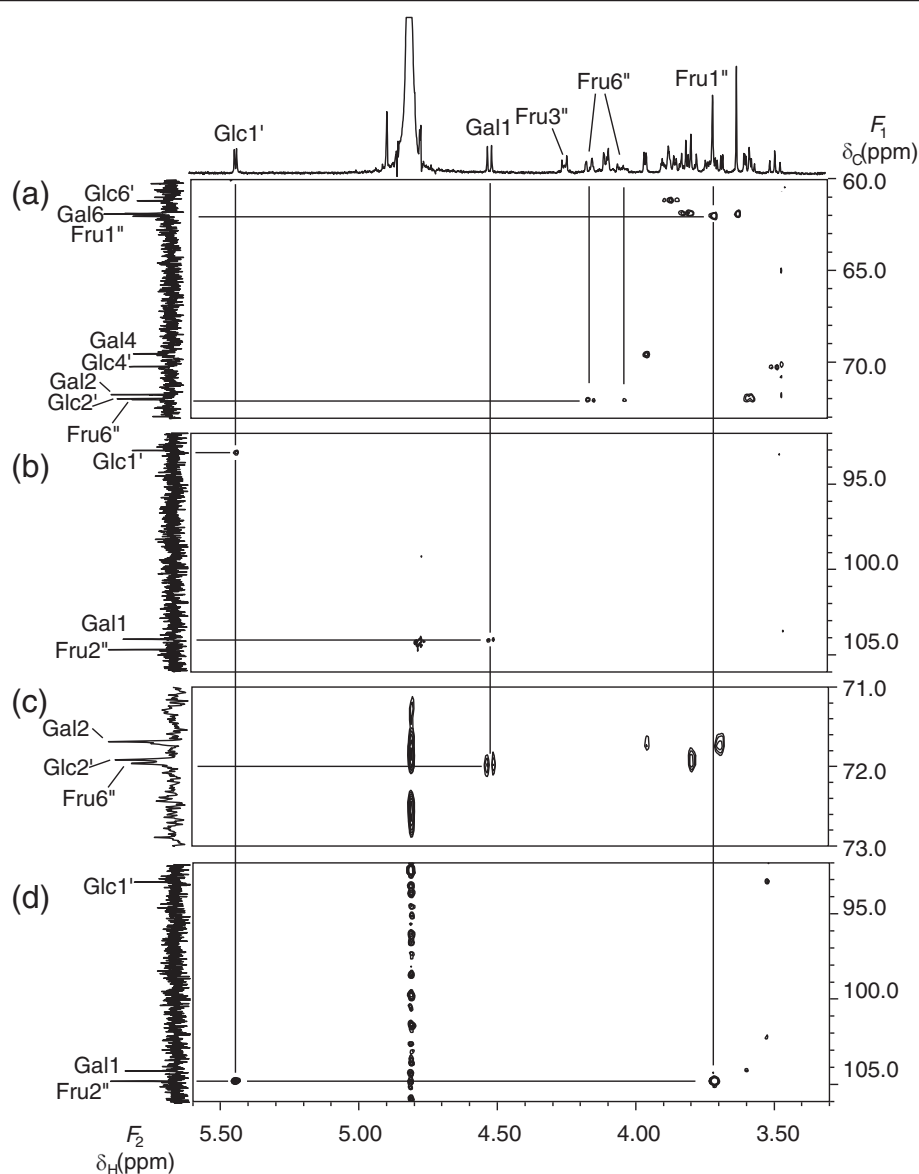 Glc1'
Gal1
Fru3"
Fru6"
Fru1"
F1
δC(ppm)
(a)
Glc6'
Gal6
Fru1"
Gal4
Glc4'
Gal2
Glc2'
Fru6"
60.0
65.0
70.0
(b)
Glc1'
Gal1
Fru2"
95.0
100.0
105.0
(c)
Gal2
Glc2'
Fru6"
71.0
72.0
73.0
(d)
Glc1'
Gal1
Fru2"
95.0
100.0
105.0
5.50 5.00 4.50 4.00 3.50
F2
δH(ppm)